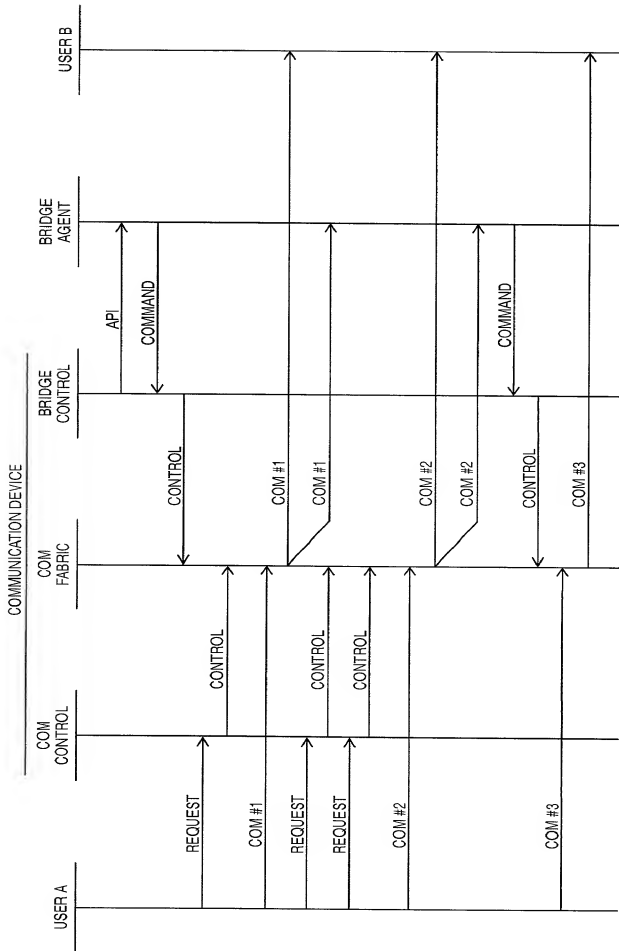 COMMUNICATION DEVICE
USER A
COM
CONTROL
COM
FABRIC
BRIDGE
CONTROL
BRIDGE
AGENT
USER B
API
COMMAND
CONTROL
REQUEST
CONTROL
COM #1
COM #1
REQUEST
COM #1
CONTROL
REQUEST
CONTROL
COM #2
COM #2
COM #2
COMMAND
CONTROL
COM #3
COM #3